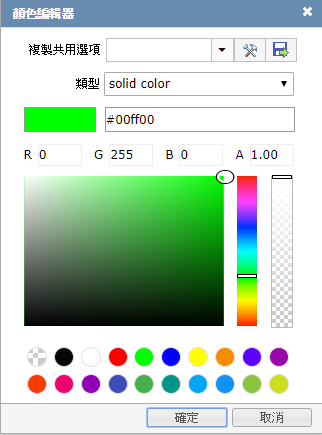 顏色編輯器
複製共用選項
類型 solid color
#00ff00
R 0 G 255 B 0 A 1.00
確定 取消